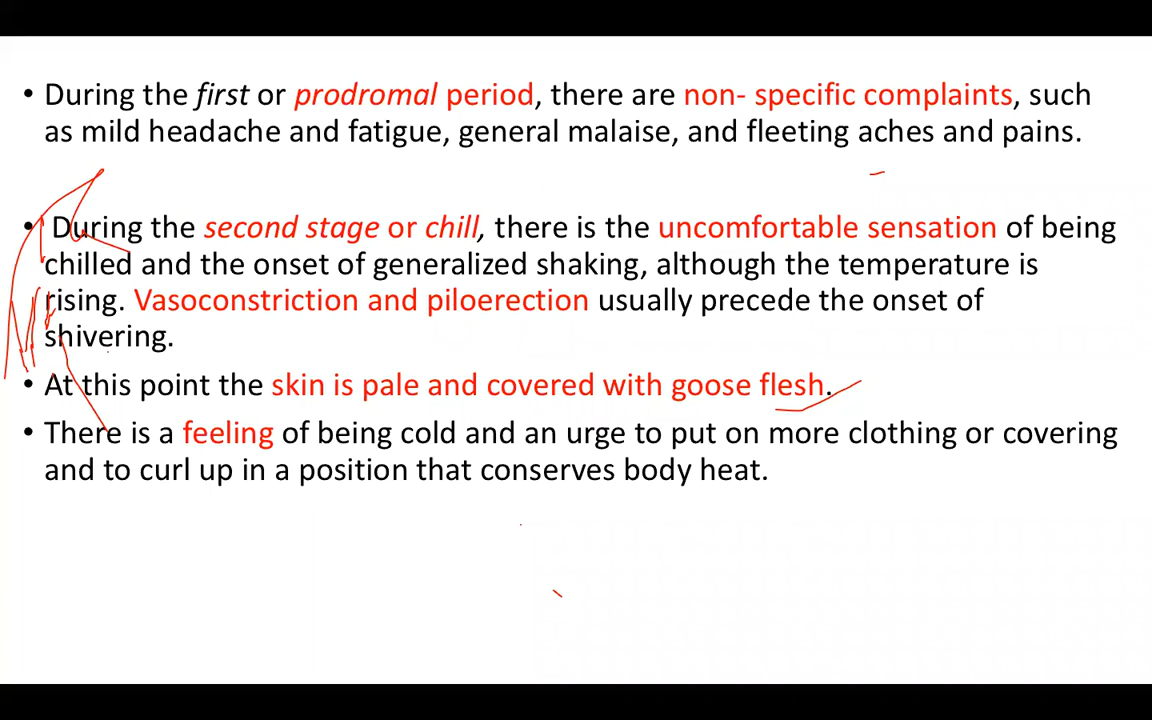 • During the first or prodromal period, there are non- specific complaints, such
as mild headache and fatigue, general malaise, and fleeting aches and pains.
• During the second stage or chill, there is the uncomfortable sensation of being
chilled and the onset of generalized shaking, although the temperature is
rising. Vasoconstriction and piloerection usually precede the onset of
shivering.
• At this point the skin is pale and covered with goose flesh.
• There is a feeling of being cold and an urge to put on more clothing or covering
and to curl up in a position that conserves body heat.